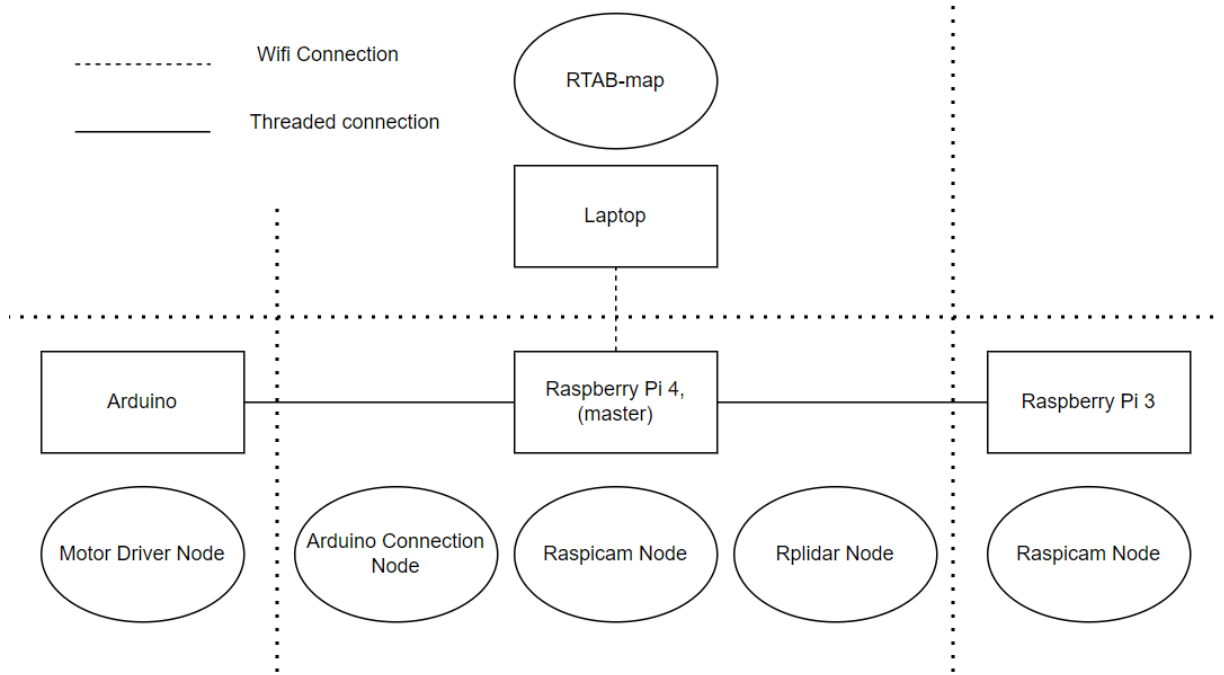 Wifi Connection
Threaded connection
RTAB-map
Laptop
Arduino
Raspberry Pi 4,
(master)
Raspberry Pi 3
Motor Driver Node
Arduino Connection
Node
Raspicam Node
Rplidar Node
Raspicam Node